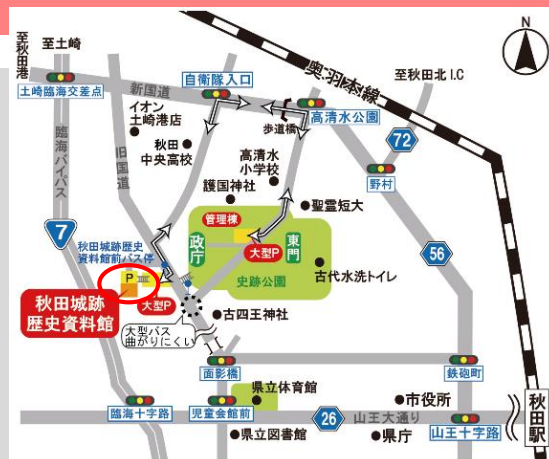 至秋田港
至土崎
土崎臨海交差点
新国道
自衛隊入口
奥羽本線
至秋田北I.C
N
イオン
土崎港店
歩道橋
高清水公園
臨海バイパス
旧国道
秋田
中央高校
高清水
小学校
72
野村
護国神社
聖霊短大
7
管理棟
秋田城跡歴史
資料館前バス停
政庁
大型P
東門
56
P
史跡公園
古代水洗トイレ
秋田城跡
歴史資料館
大型P
大型バス
曲がりにくい
古四王神社
面影橋
鉄砲町
県立体育館
市役所
秋田駅
臨海十字路
児童会館前
26
山王大通り
山王十字路
県立図書館
県庁